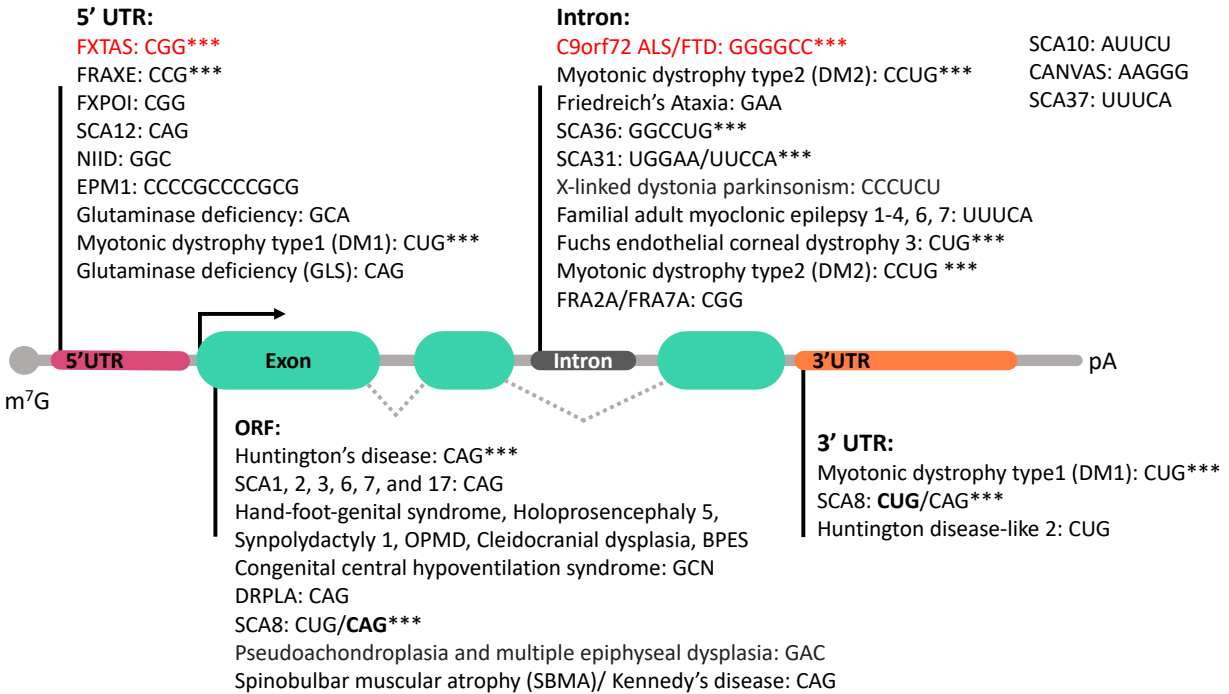 5’ UTR:
FXTAS: CGG***
FRAXE: CCG***
FXPOI: CGG
SCA12: CAG
NIID: GGC
EPM1: CCCCGCCCCGCG
Glutaminase deficiency: GCA
Myotonic dystrophy type1 (DM1): CUG***
Glutaminase deficiency (GLS): CAG
Intron:
C9orf72 ALS/FTD: GGGGCC***
Myotonic dystrophy type2 (DM2): CCUG***
Friedreich’s Ataxia: GAA
SCA36: GGCCUG***
SCA31: UGGAA/UUCCA***
X-linked dystonia parkinsonism: CCCUCU
Familial adult myoclonic epilepsy 1-4, 6, 7: UUUCA
Fuchs endothelial corneal dystrophy 3: CUG***
Myotonic dystrophy type2 (DM2): CCUG ***
FRA2A/FRA7A: CGG
SCA10: AUUCU
CANVAS: AAGGG
SCA37: UUUCA
m⁷G
5’UTR
Exon
Intron
3’UTR
pA
ORF:
Huntington’s disease: CAG***
SCA1, 2, 3, 6, 7, and 17: CAG
Hand-foot-genital syndrome, Holoprosencephaly 5,
Synpolydactyly 1, OPMD, Cleidocranial dysplasia, BPES
Congenital central hypoventilation syndrome: GCN
DRPLA: CAG
SCA8: CUG/CAG***
Pseudoachondroplasia and multiple epiphyseal dysplasia: GAC
Spinobulbar muscular atrophy (SBMA)/ Kennedy’s disease: CAG
3’ UTR:
Myotonic dystrophy type1 (DM1): CUG***
SCA8: CUG/CAG***
Huntington disease-like 2: CUG